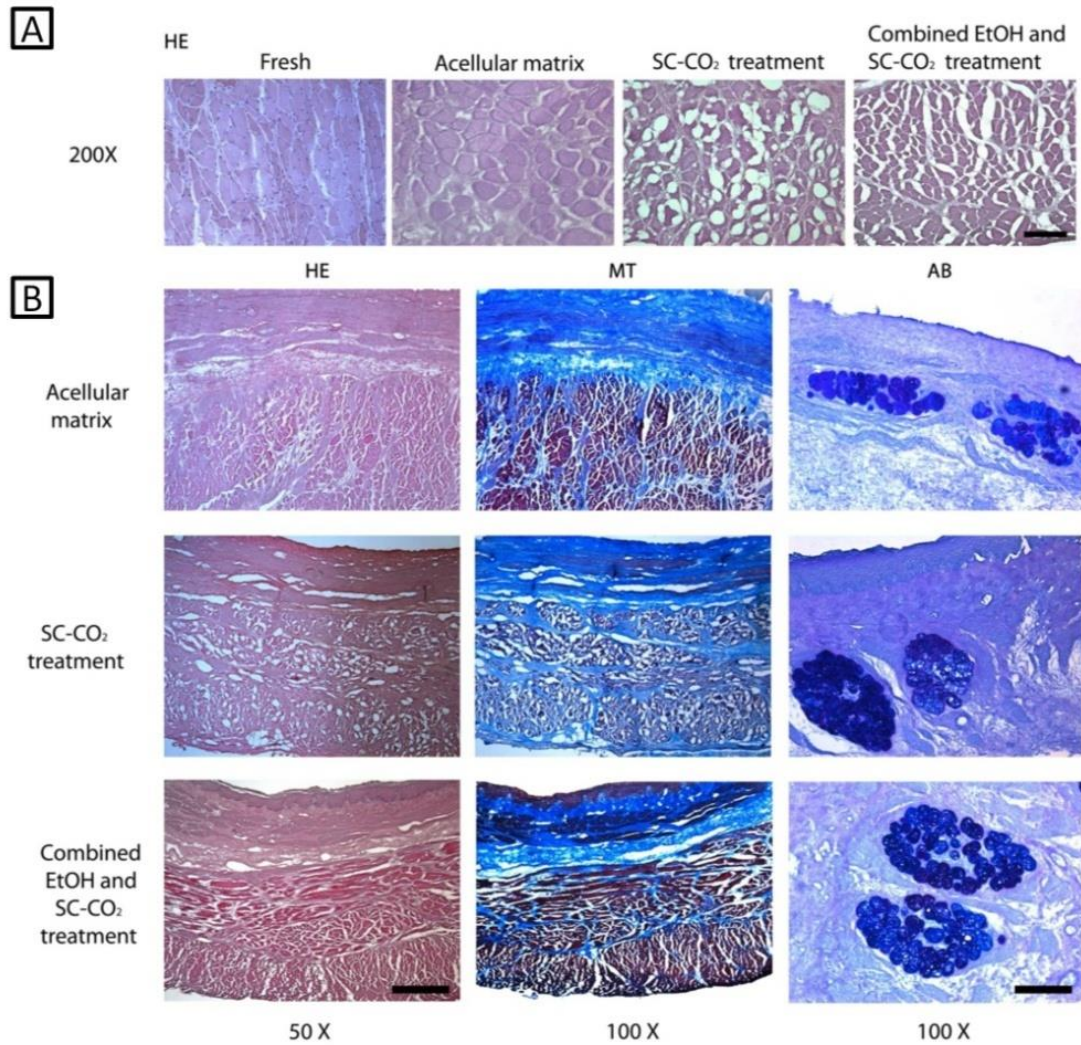 A
HE
Fresh
Acellular matrix
SC-CO₂ treatment
Combined EtOH and
SC-CO₂ treatment
200X
B
HE
MT
AB
Acellular
matrix
SC-CO₂
treatment
Combined
EtOH and
SC-CO₂
treatment
50 X
100 X
100 X